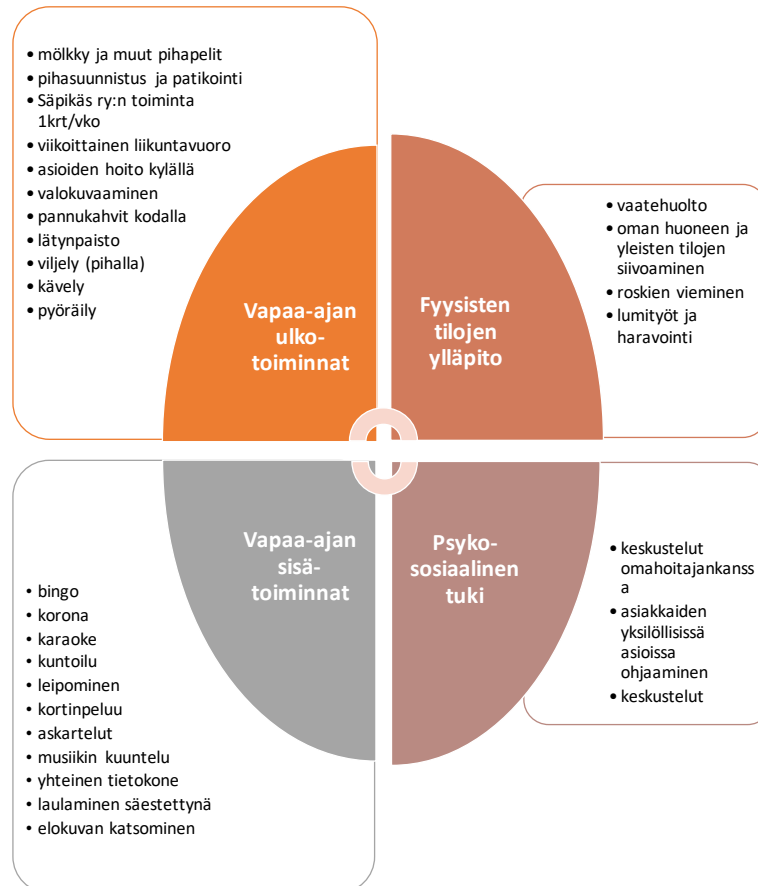 • mölkky ja muut pihapelit
• pihasuunnistus ja patikointi
• Säpikäs ry:n toiminta
1krt/vko
• viikoittainen liikuntavuoro
• asioiden hoito kylällä
• valokuvaaminen
• pannukahvit kodalla
• lätynpaisto
• viljely (pihalla)
• kävely
• pyöräily
Vapaa-ajan
ulko-
toiminnat
Fyysisten
tilojen
ylläpito
• vaatehuolto
• oman huoneen ja
yleisten tilojen
siivoaminen
• roskien vieminen
• lumityöt ja
haravointi
• bingo
• korona
• karaoke
• kuntoilu
• leipominen
• kortinpeluu
• askartelut
• musiikin kuuntelu
• yhteinen tietokone
• laulaminen säestettynä
• elokuvan katsominen
Vapaa-ajan
sisä-
toiminnat
Psyko-
sosiaalinen
tuki
• keskustelut
omahoitajankanss
a
• asiakkaiden
yksilöllisissä
asioissa
ohjaaminen
• keskustelut